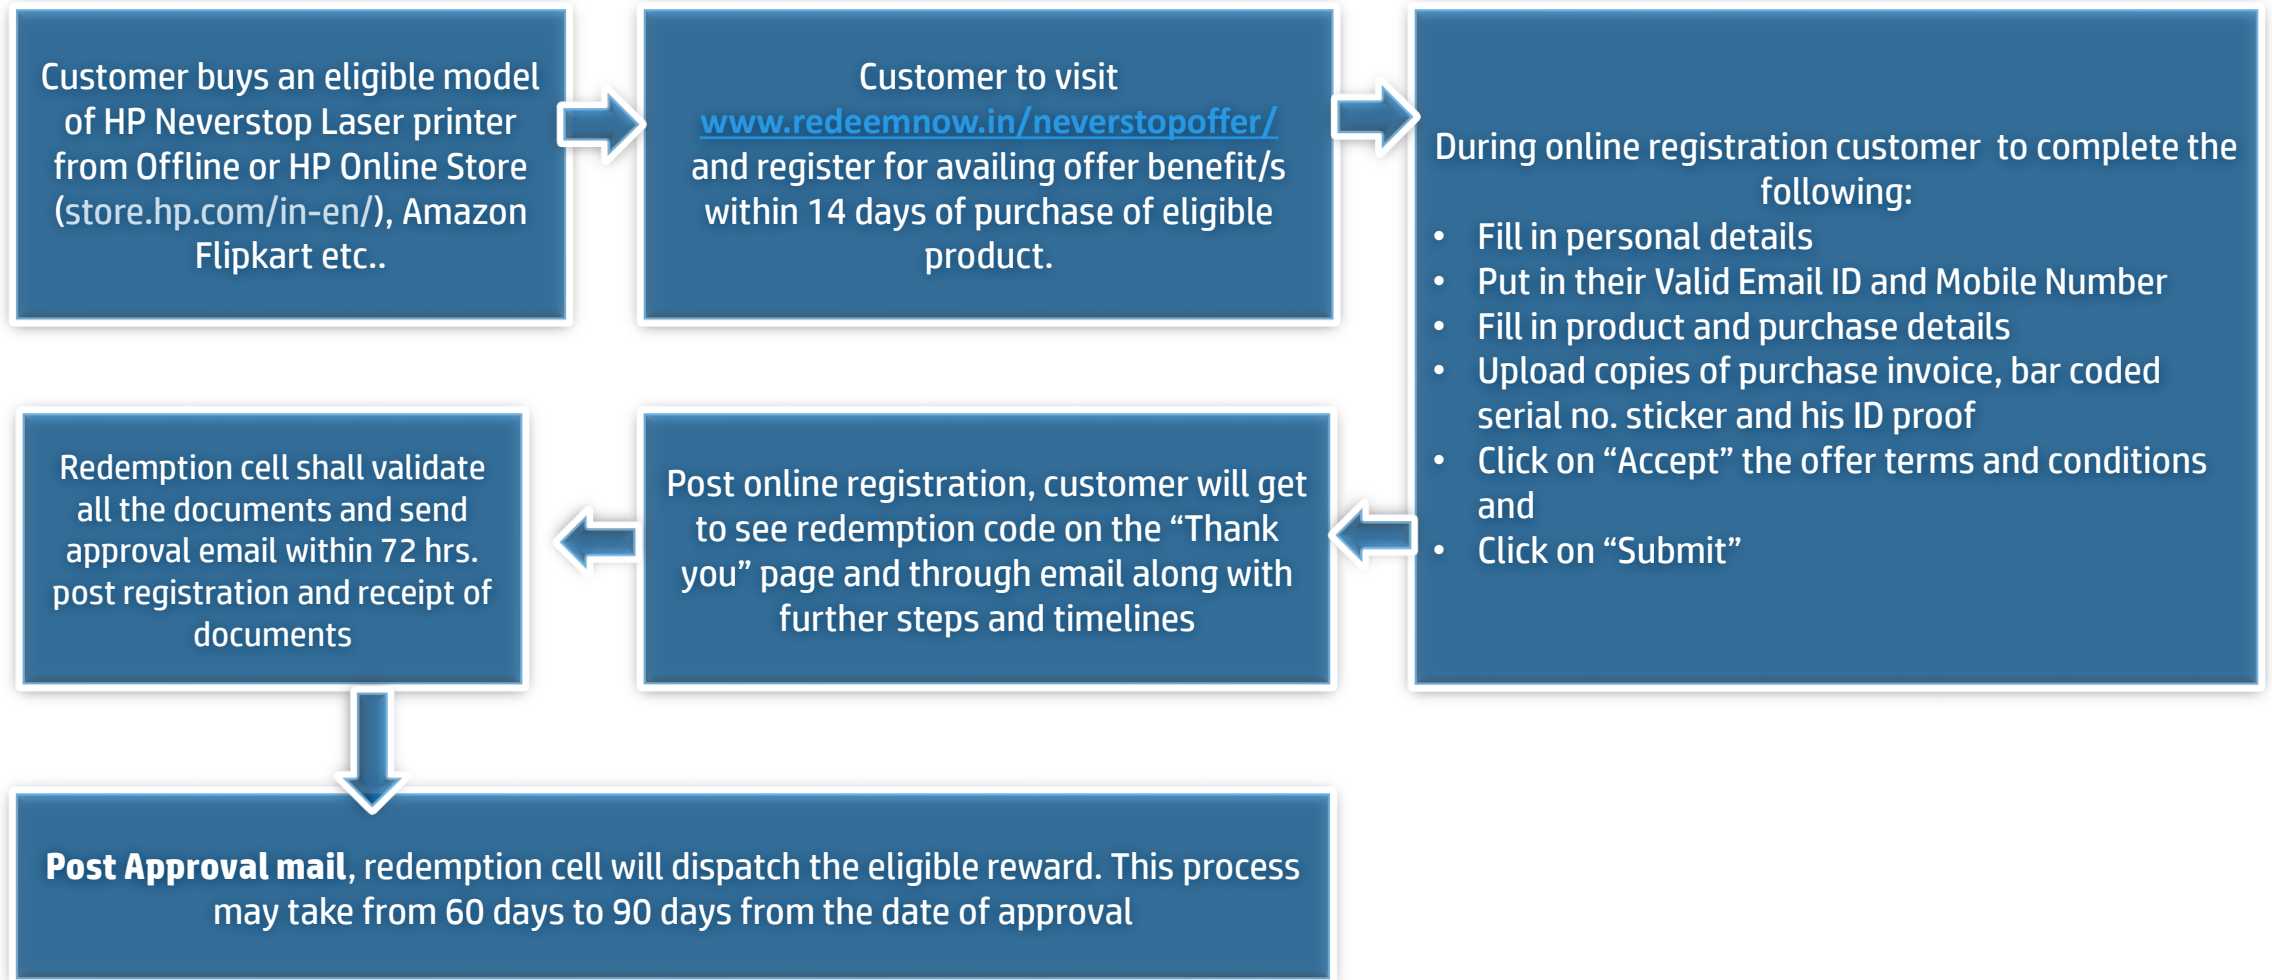 Customer buys an eligible model
of HP Neverstop Laser printer
from Offline or HP Online Store
(store.hp.com/in-en/), Amazon
Flipkart etc..
Customer to visit
www.redeemnow.in/neverstopoffer/
and register for availing offer benefit/s
within 14 days of purchase of eligible
product.
During online registration customer to complete the
following:
• Fill in personal details
• Put in their Valid Email ID and Mobile Number
• Fill in product and purchase details
• Upload copies of purchase invoice, bar coded
serial no. sticker and his ID proof
• Click on “Accept” the offer terms and conditions
and
• Click on “Submit”
Post online registration, customer will get
to see redemption code on the “Thank
you” page and through email along with
further steps and timelines
Redemption cell shall validate
all the documents and send
approval email within 72 hrs.
post registration and receipt of
documents
Post Approval mail, redemption cell will dispatch the eligible reward. This process
may take from 60 days to 90 days from the date of approval